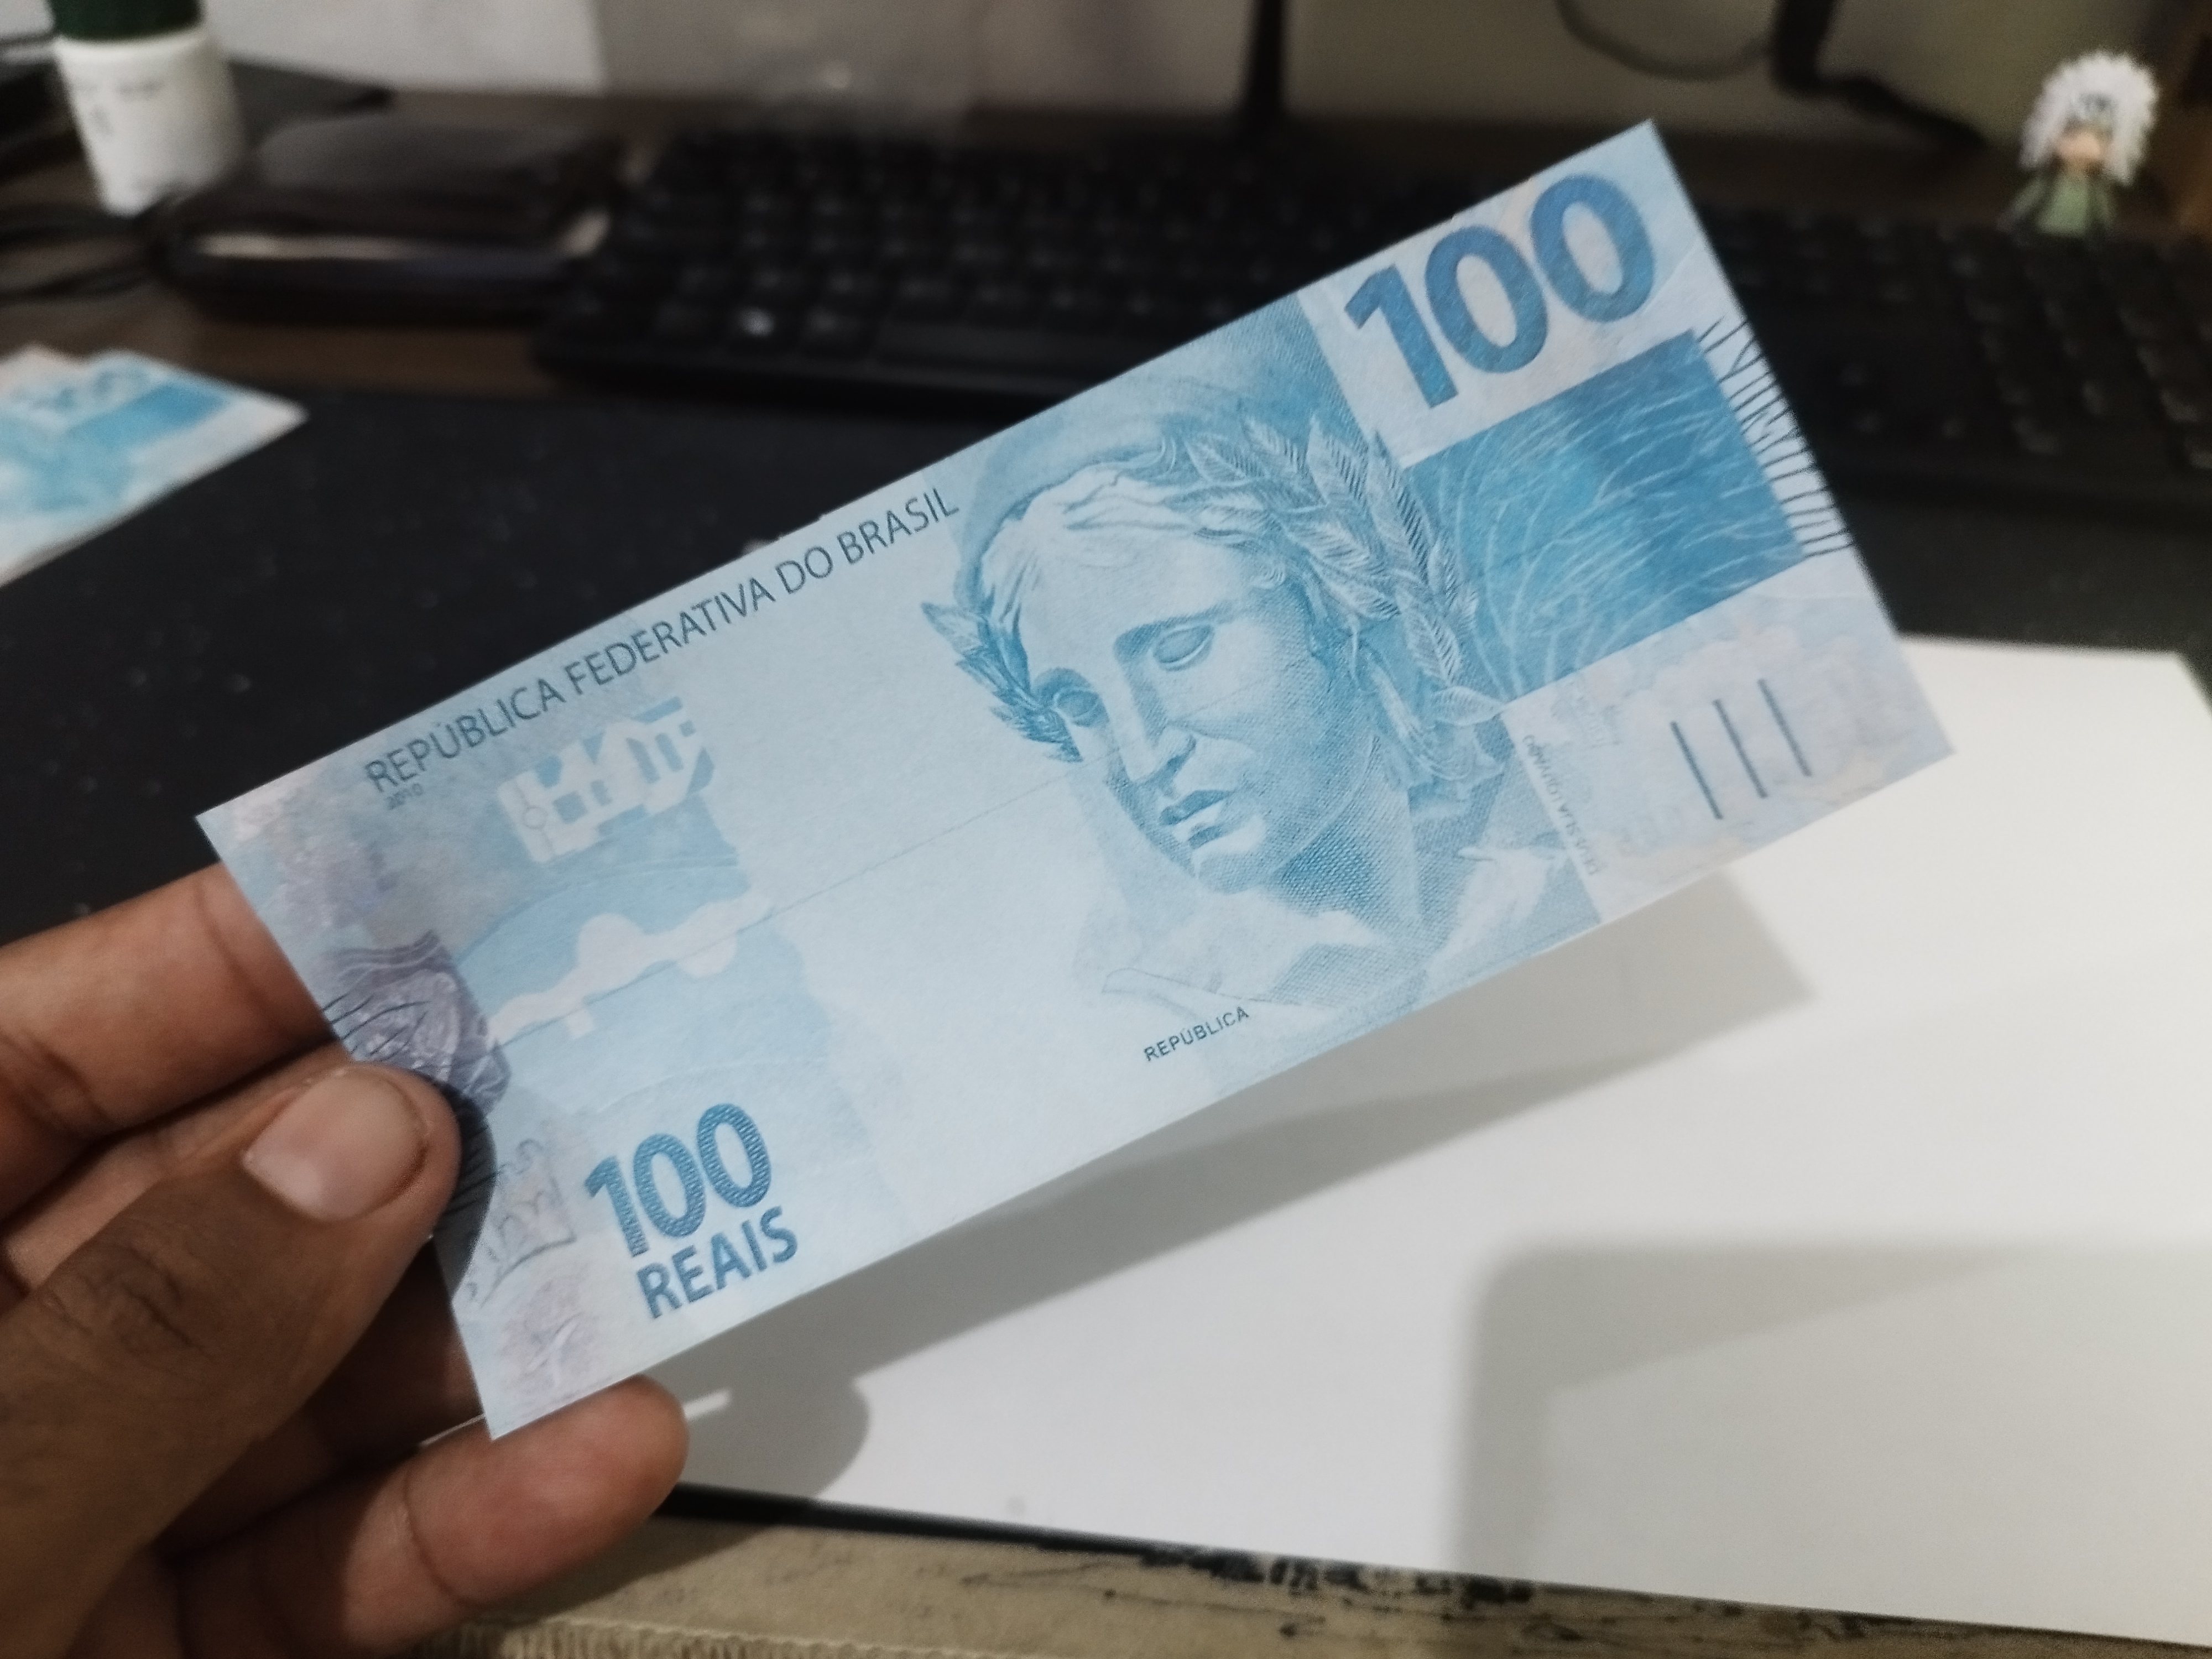 100
REPÚBLICA FEDERATIVA DO BRASIL
2010
REPÚBLICA
100
REAIS